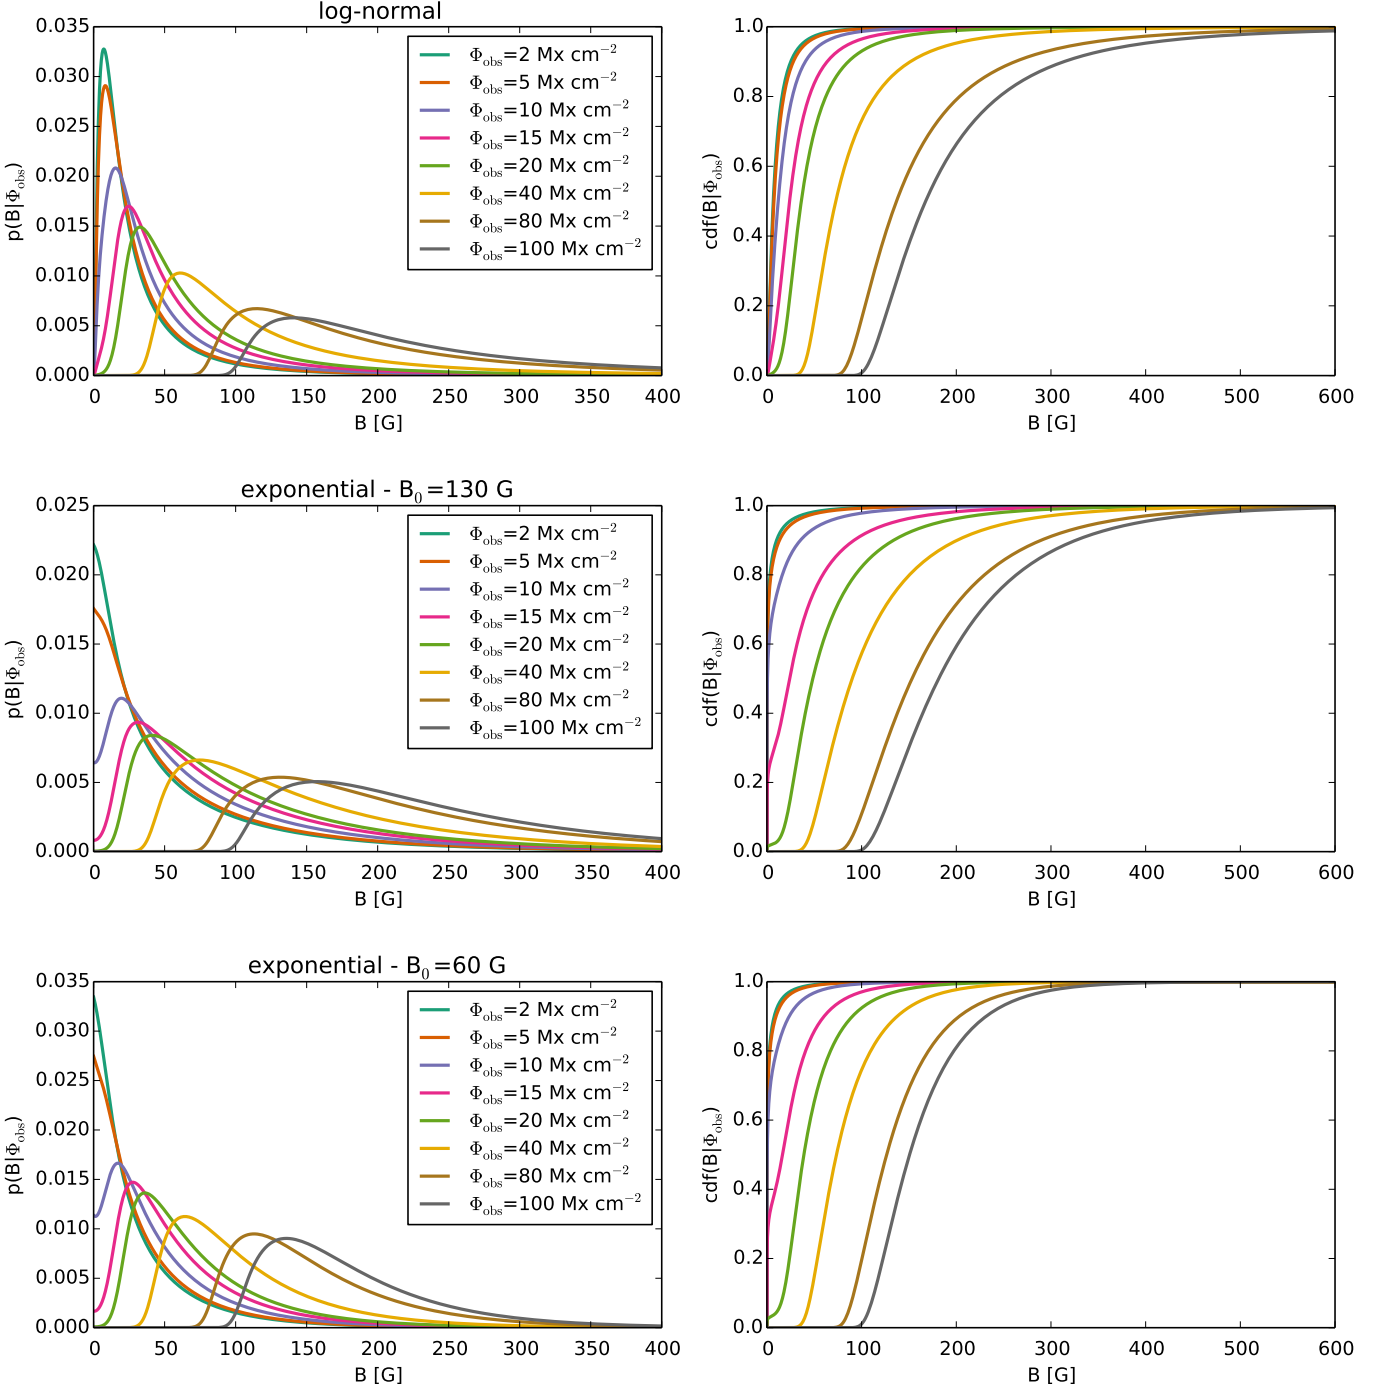 log-normal
0.035
0.030
0.025
0.020
0.015
0.010
0.005
0.000
p(B|Φobs)
Φobs=2 Mx cm−2
Φobs=5 Mx cm−2
Φobs=10 Mx cm−2
Φobs=15 Mx cm−2
Φobs=20 Mx cm−2
Φobs=40 Mx cm−2
Φobs=80 Mx cm−2
Φobs=100 Mx cm−2
0 50 100 150 200 250 300 350 400
B [G]
1.0
0.8
0.6
0.4
0.2
0.0
cdf(B|Φobs)
0 100 200 300 400 500 600
B [G]
exponential - B0=130 G
0.025
0.020
0.015
0.010
0.005
0.000
p(B|Φobs)
Φobs=2 Mx cm−2
Φobs=5 Mx cm−2
Φobs=10 Mx cm−2
Φobs=15 Mx cm−2
Φobs=20 Mx cm−2
Φobs=40 Mx cm−2
Φobs=80 Mx cm−2
Φobs=100 Mx cm−2
0 50 100 150 200 250 300 350 400
B [G]
1.0
0.8
0.6
0.4
0.2
0.0
cdf(B|Φobs)
0 100 200 300 400 500 600
B [G]
exponential - B0=60 G
0.035
0.030
0.025
0.020
0.015
0.010
0.005
0.000
p(B|Φobs)
Φobs=2 Mx cm−2
Φobs=5 Mx cm−2
Φobs=10 Mx cm−2
Φobs=15 Mx cm−2
Φobs=20 Mx cm−2
Φobs=40 Mx cm−2
Φobs=80 Mx cm−2
Φobs=100 Mx cm−2
0 50 100 150 200 250 300 350 400
B [G]
1.0
0.8
0.6
0.4
0.2
0.0
cdf(B|Φobs)
0 100 200 300 400 500 600
B [G]